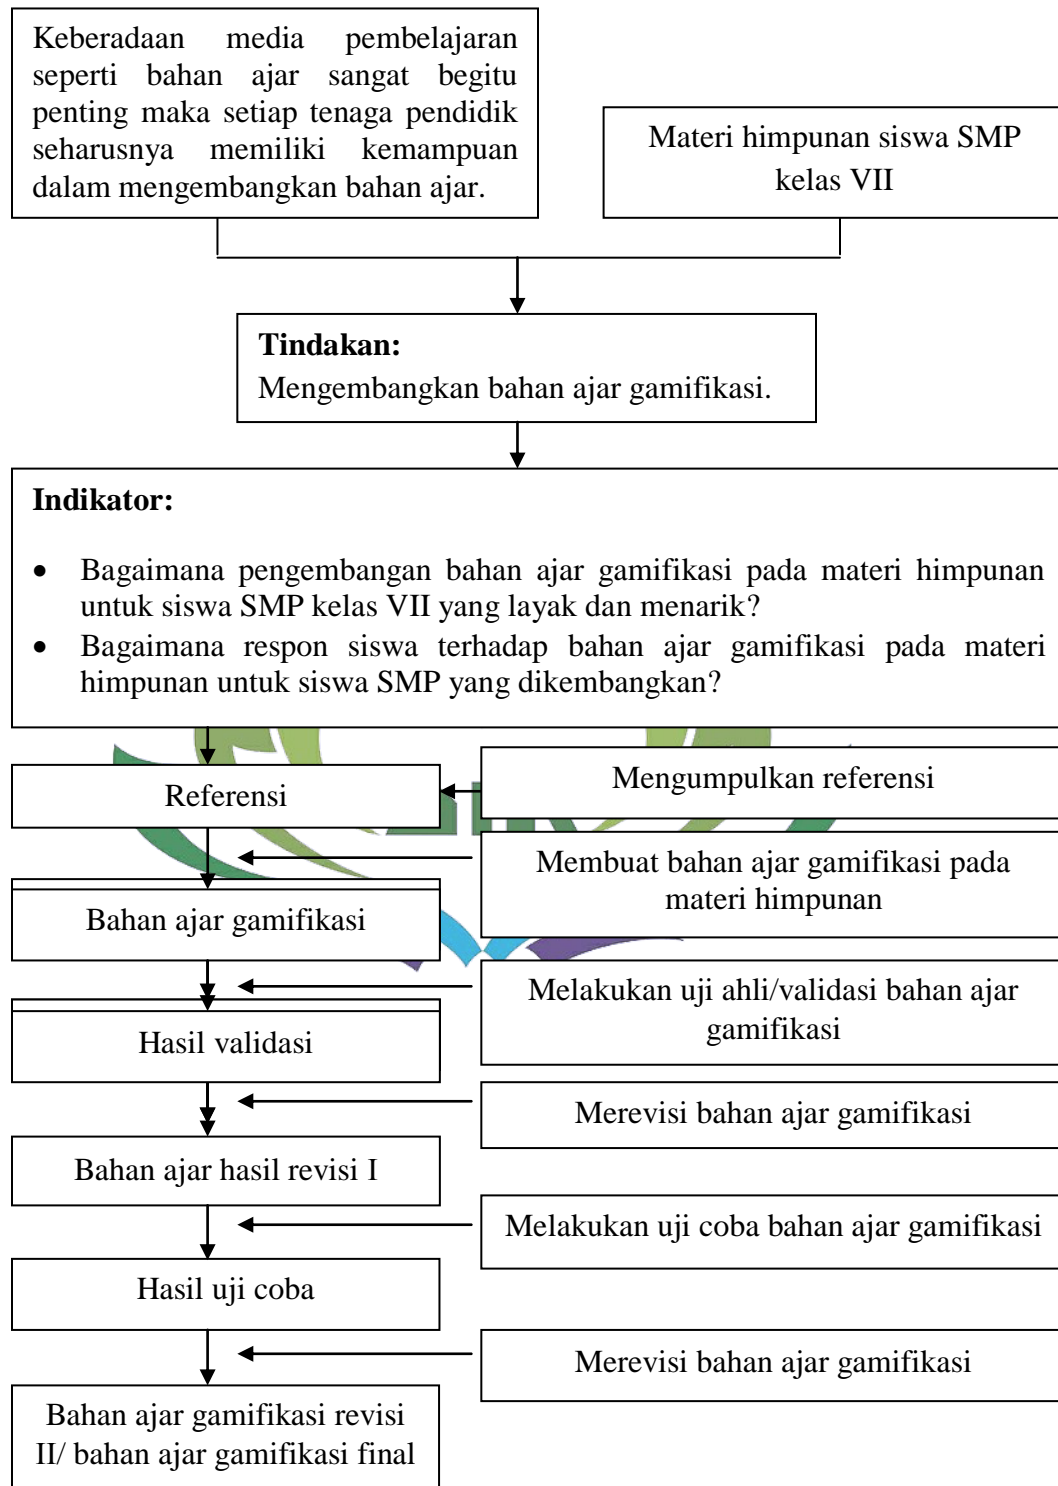 Keberadaan media pembelajaran
seperti bahan ajar sangat begitu
penting maka setiap tenaga pendidik
seharusnya memiliki kemampuan
dalam mengembangkan bahan ajar.
Materi himpunan siswa SMP
kelas VII
Tindakan:
Mengembangkan bahan ajar gamifikasi.
Indikator:
• Bagaimana pengembangan bahan ajar gamifikasi pada materi himpunan
untuk siswa SMP kelas VII yang layak dan menarik?
• Bagaimana respon siswa terhadap bahan ajar gamifikasi pada materi
himpunan untuk siswa SMP yang dikembangkan?
Referensi
Mengumpulkan referensi
Membuat bahan ajar gamifikasi pada
materi himpunan
Bahan ajar gamifikasi
Melakukan uji ahli/validasi bahan ajar
gamifikasi
Hasil validasi
Merevisi bahan ajar gamifikasi
Bahan ajar hasil revisi I
Melakukan uji coba bahan ajar gamifikasi
Hasil uji coba
Merevisi bahan ajar gamifikasi
Bahan ajar gamifikasi revisi
II/ bahan ajar gamifikasi final